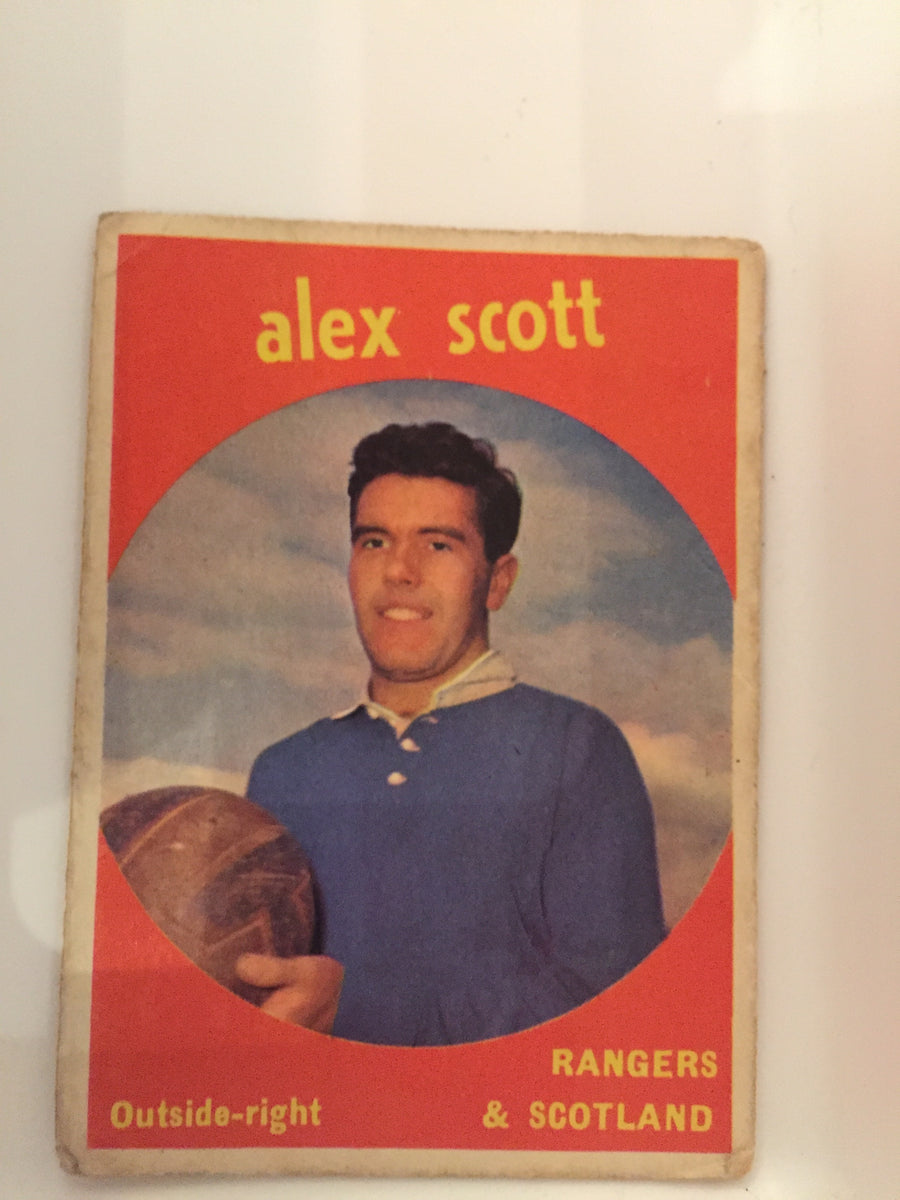 alex scott
RANGERS
Outside-right
& SCOTLAND